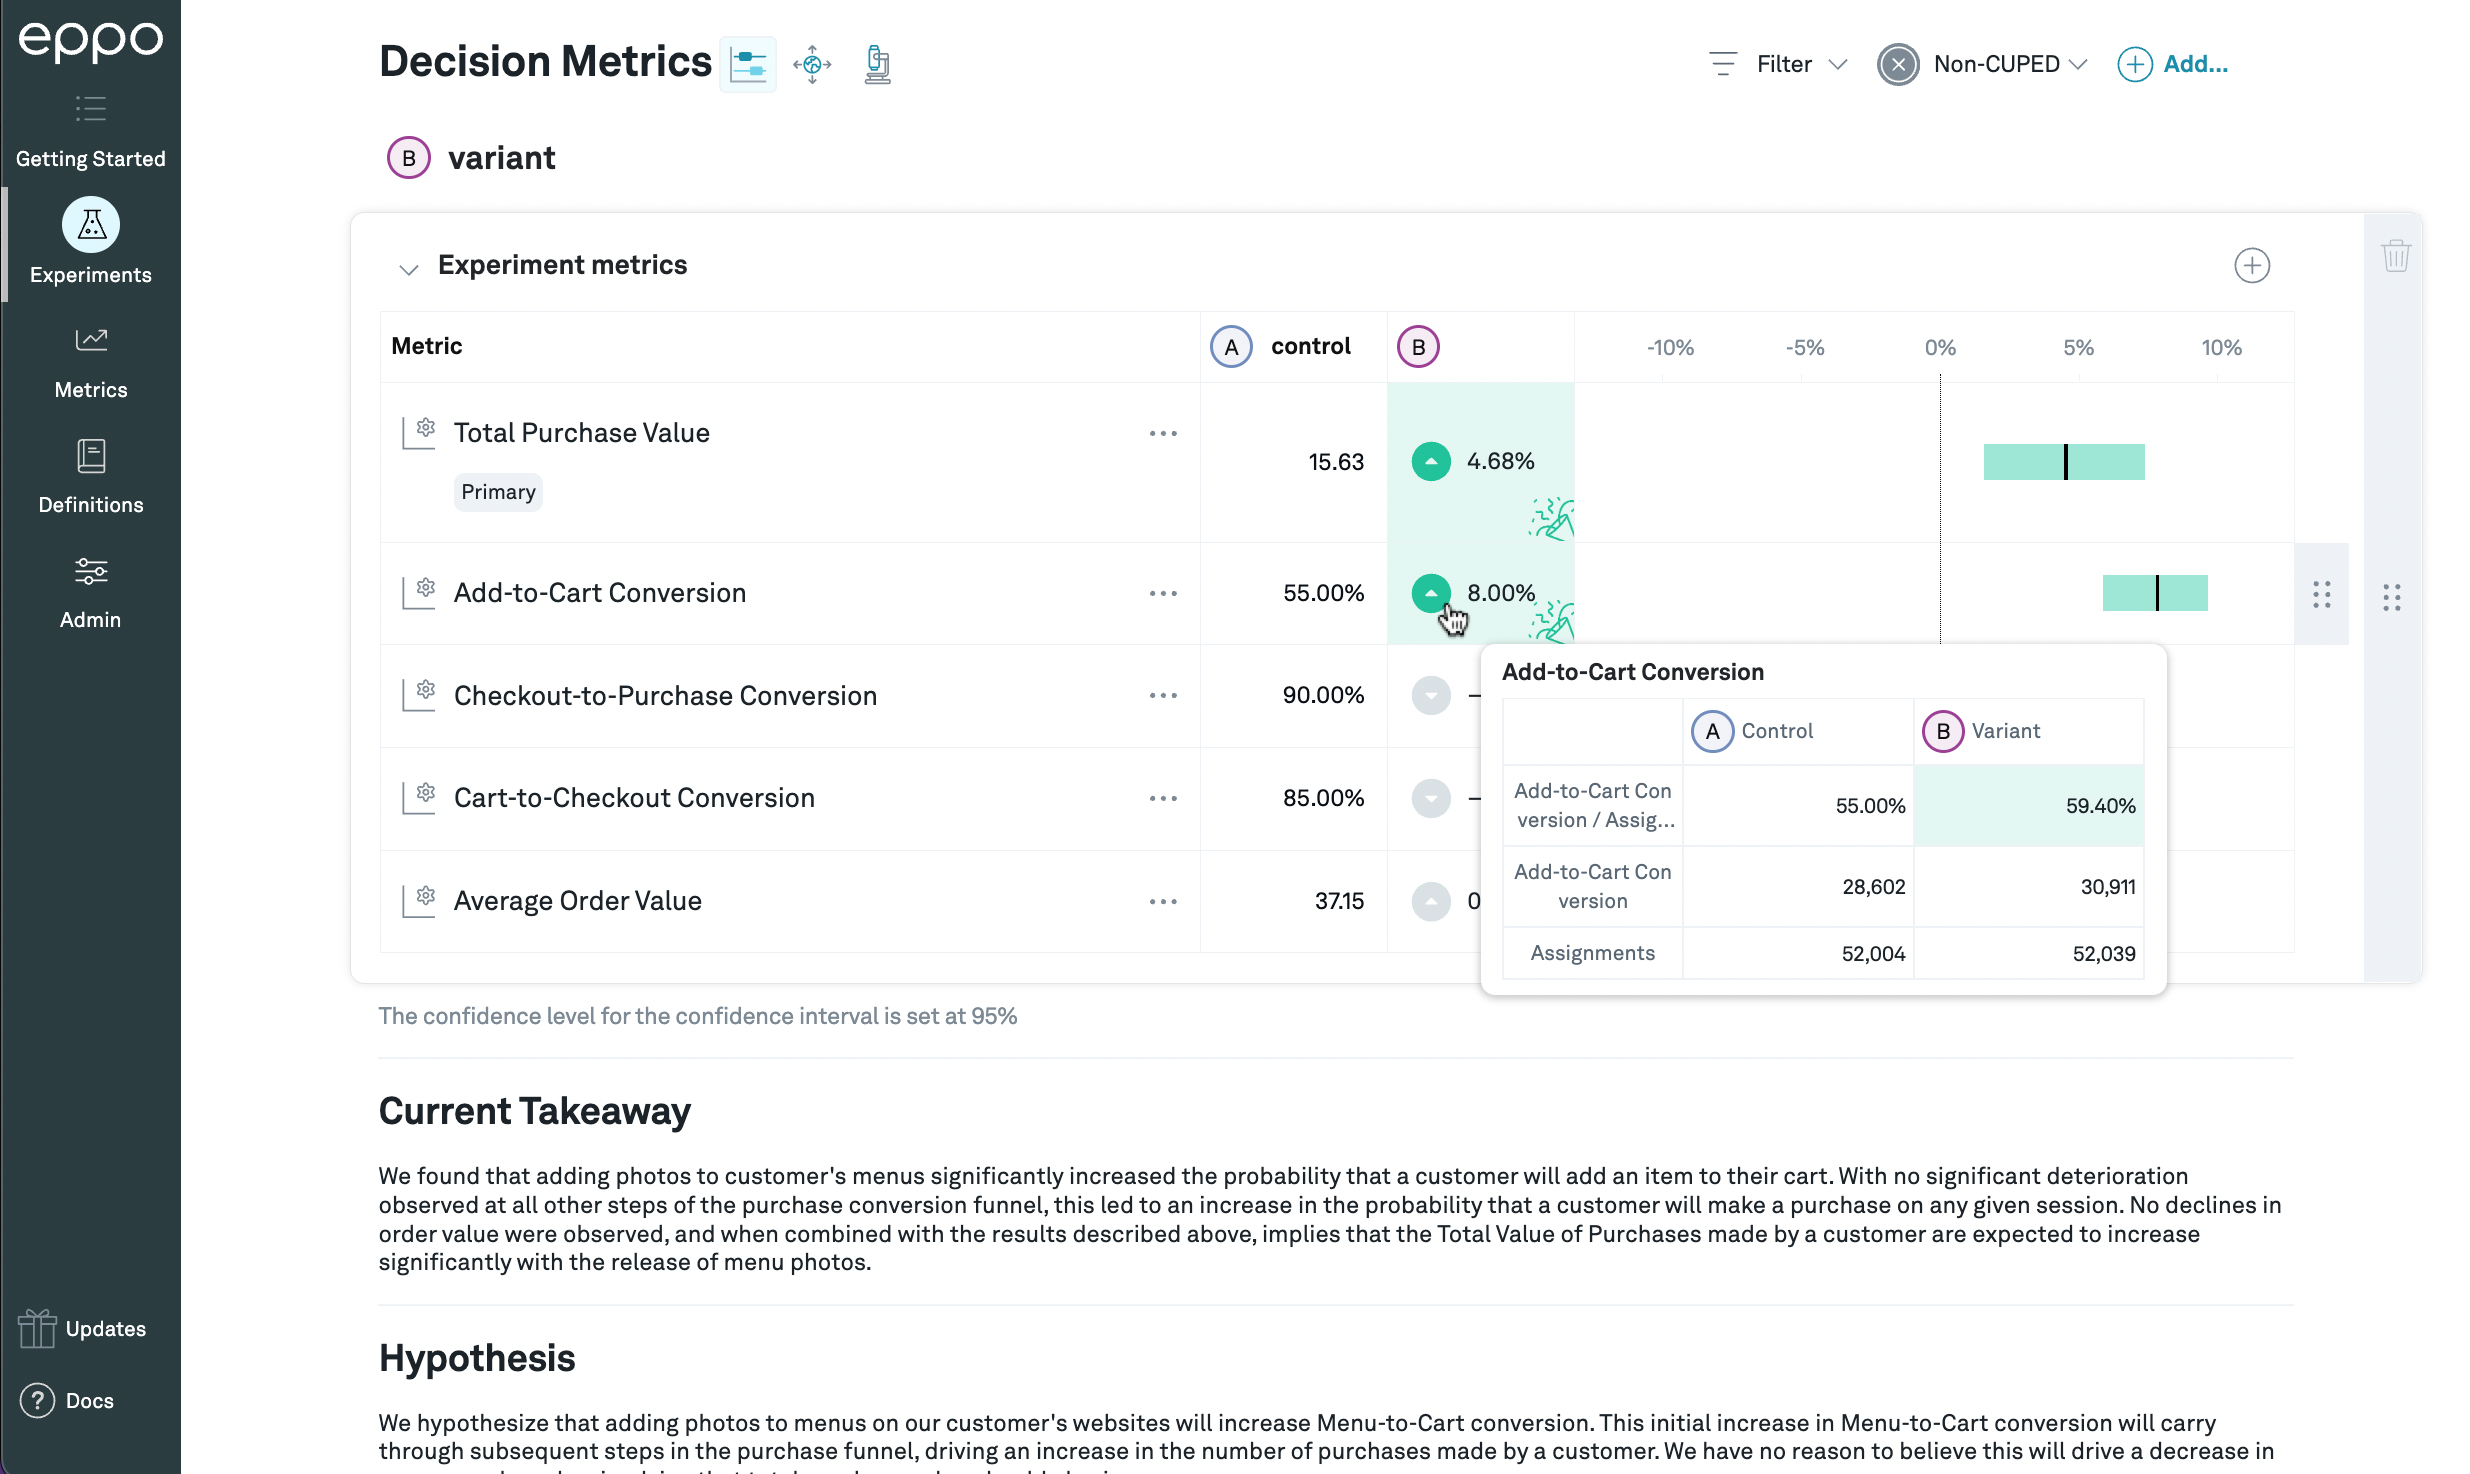 eppo
Getting Started
Experiments
Metrics
Definitions
Admin
Updates
? Docs
Decision Metrics
Filter
Non-CUPED
Add...
B variant
Experiment metrics
Metric
A control
B
-10% -5% 0% 5% 10%
Total Purchase Value
Primary
15.63
4.68%
Add-to-Cart Conversion
55.00%
8.00%
Checkout-to-Purchase Conversion
90.00%
Cart-to-Checkout Conversion
85.00%
Average Order Value
37.15
0
Add-to-Cart Conversion
A Control B Variant
Add-to-Cart Con
version / Assig...
55.00% 59.40%
Add-to-Cart Con
version
28,602 30,911
Assignments 52,004 52,039
The confidence level for the confidence interval is set at 95%
Current Takeaway
We found that adding photos to customer's menus significantly increased the probability that a customer will add an item to their cart. With no significant deterioration
observed at all other steps of the purchase conversion funnel, this led to an increase in the probability that a customer will make a purchase on any given session. No declines in
order value were observed, and when combined with the results described above, implies that the Total Value of Purchases made by a customer are expected to increase
significantly with the release of menu photos.
Hypothesis
We hypothesize that adding photos to menus on our customer's websites will increase Menu-to-Cart conversion. This initial increase in Menu-to-Cart conversion will carry
through subsequent steps in the purchase funnel, driving an increase in the number of purchases made by a customer. We have no reason to believe this will drive a decrease in